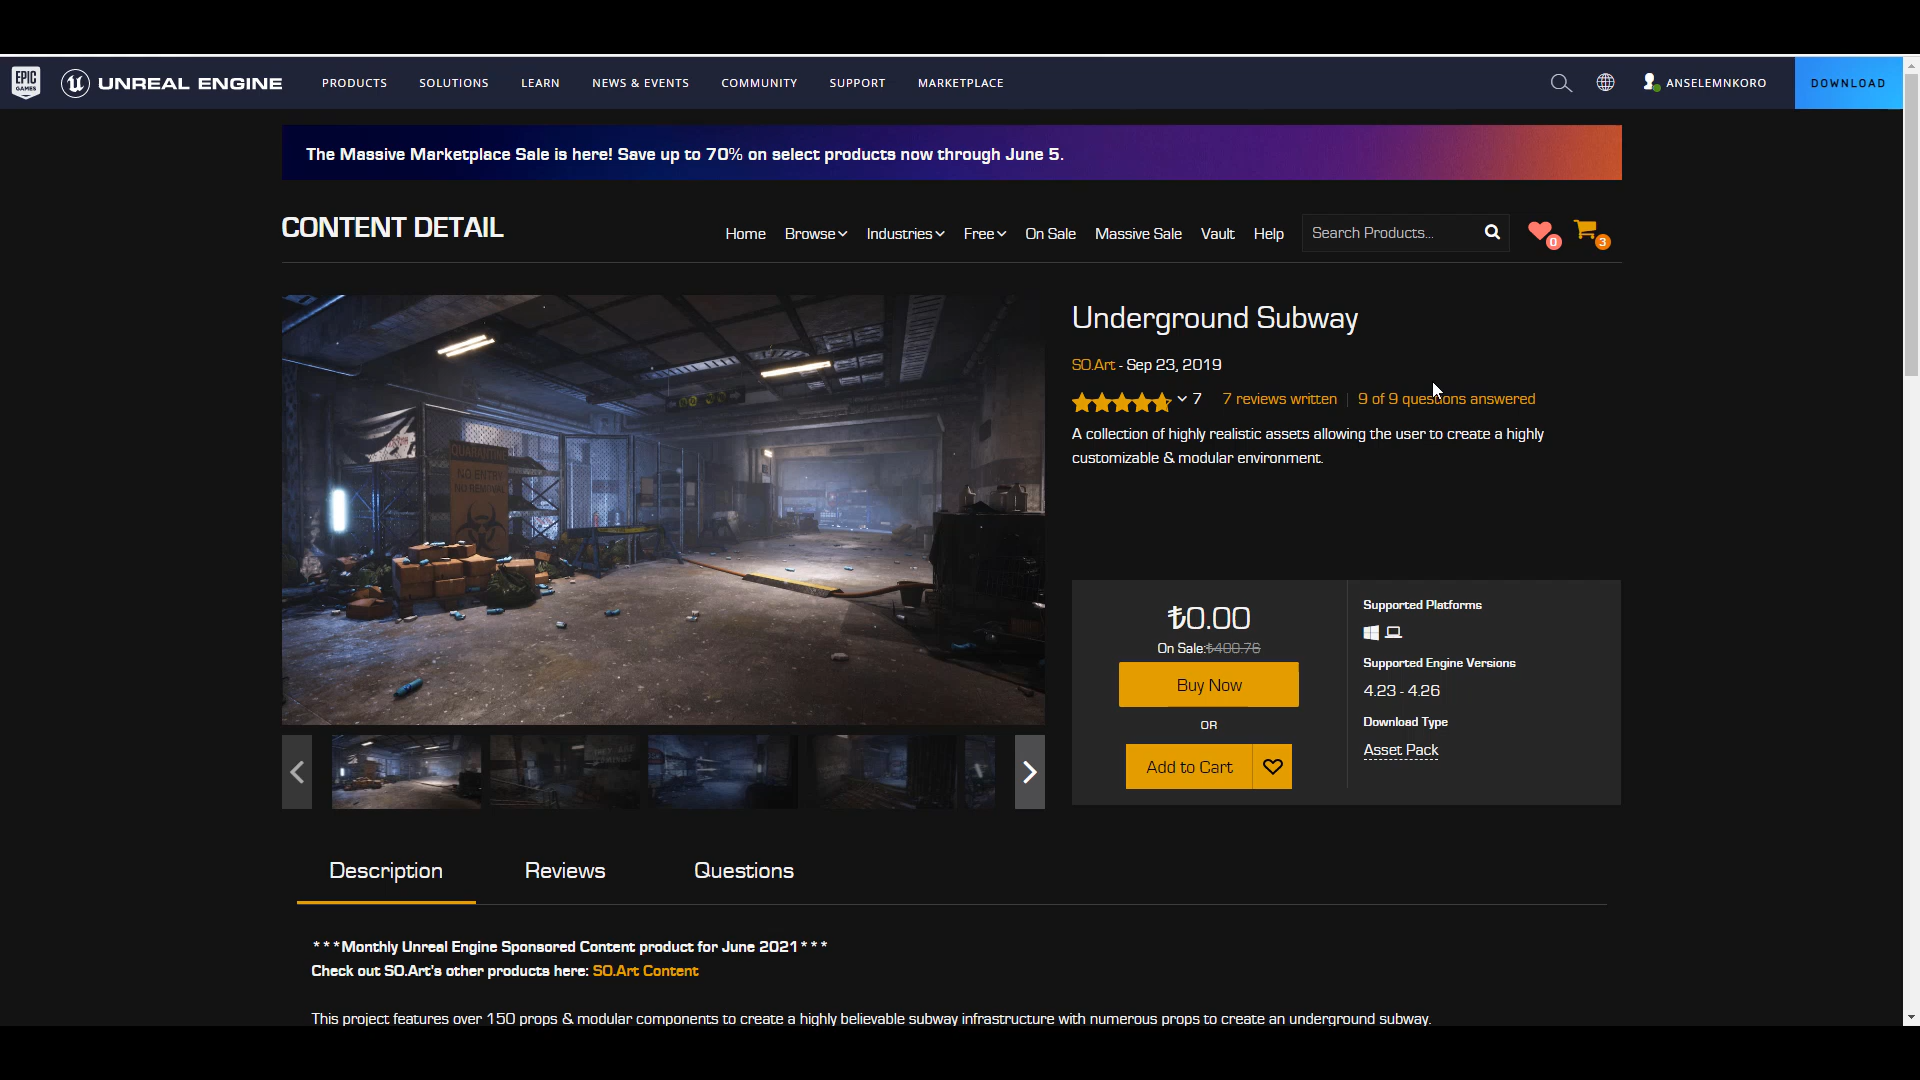 EPIC GAMES
UNREAL ENGINE
PRODUCTS
SOLUTIONS
LEARN
NEWS & EVENTS
COMMUNITY
SUPPORT
MARKETPLACE
ANSELEMNKORO
DOWNLOAD
The Massive Marketplace Sale is here! Save up to 70% on select products now through June 5.
CONTENT DETAIL
Home
Browse
Industries
Free
On Sale
Massive Sale
Vault
Help
Search Products...
0
3
QUARANTINE
NO ENTRY
NO REMOVAL
Underground Subway
SO.Art - Sep 23, 2019
7
7 reviews written | 9 of 9 questions answered
A collection of highly realistic assets allowing the user to create a highly
customizable & modular environment.
₺0.00
On Sale:₺400.76
Buy Now
OR
Add to Cart
Supported Platforms
Supported Engine Versions
4.23 - 4.26
Download Type
Asset Pack
Description
Reviews
Questions
***Monthly Unreal Engine Sponsored Content product for June 2021***
Check out SO.Art's other products here: SO.Art Content
This project features over 150 props & modular components to create a highly believable subway infrastructure with numerous props to create an underground subway.